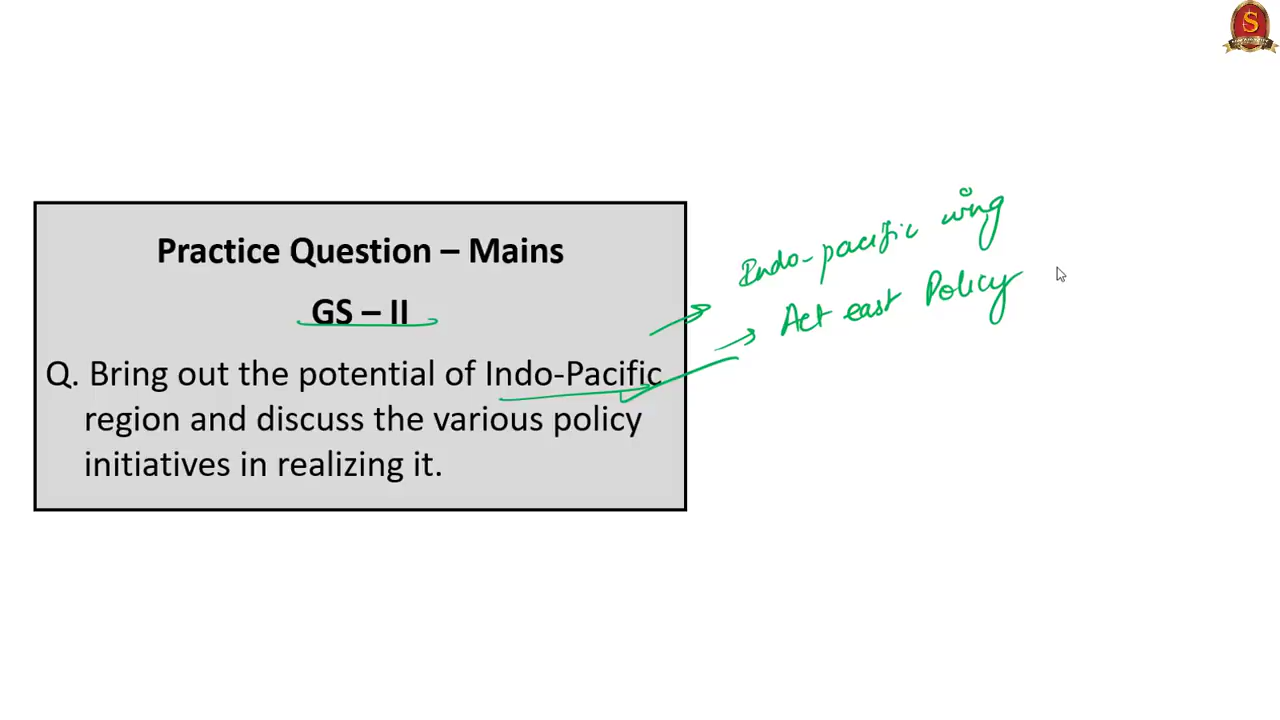 Practice Question – Mains
GS – II
Q. Bring out the potential of Indo-Pacific
region and discuss the various policy
initiatives in realizing it.
Indo-pacific wing
Act east Policy
S